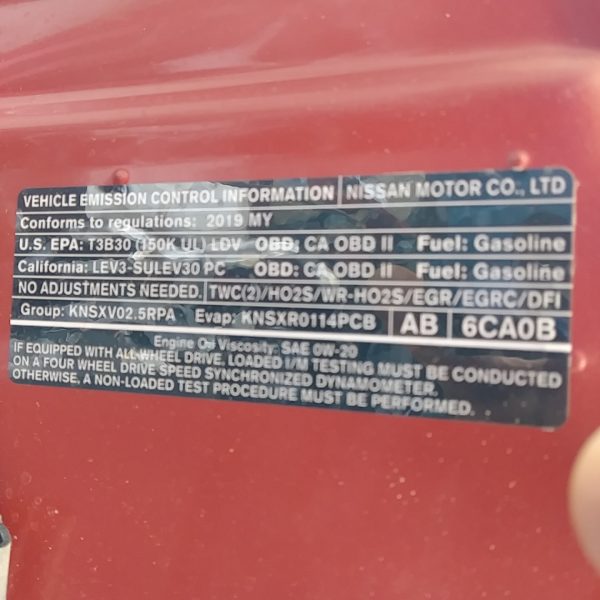 VEHICLE EMISSION CONTROL INFORMATION NISSAN MOTOR CO., LTD
Conforms to regulations: 2019 MY
U.S. EPA: T3B30 (150K UL) LDV OBD: CA OBD II Fuel: Gasoline
California: LEV3-SULEV30 PC OBD: CA OBD II Fuel: Gasoline
NO ADJUSTMENTS NEEDED. TWC(2)/HO2S/WR-HO2S/EGR/EGRC/DFI
Group: KNSXV02.5RPA Evap: KNSXR0114PCB AB 6CA0B
Engine On Viscosity: SAE 0W-20
IF EQUIPPED WITH ALL WHEEL DRIVE, LOADED I/M TESTING MUST BE CONDUCTED
ON A FOUR WHEEL DRIVE SPEED SYNCHRONIZED DYNAMOMETER.
OTHERWISE, A NON-LOADED TEST PROCEDURE MUST BE PERFORMED.